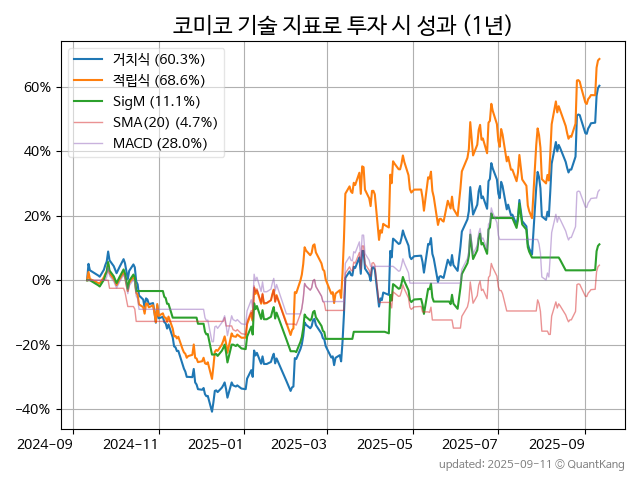 코미코 기술 지표로 투자 시 성과 (1년)
거치식 (60.3%)
적립식 (68.6%)
SigM (11.1%)
SMA(20) (4.7%)
MACD (28.0%)
60%
40%
20%
0%
−20%
−40%
2024-09 2024-11 2025-01 2025-03 2025-05 2025-07 2025-09
updated: 2025-09-11 ⓒ QuantKang